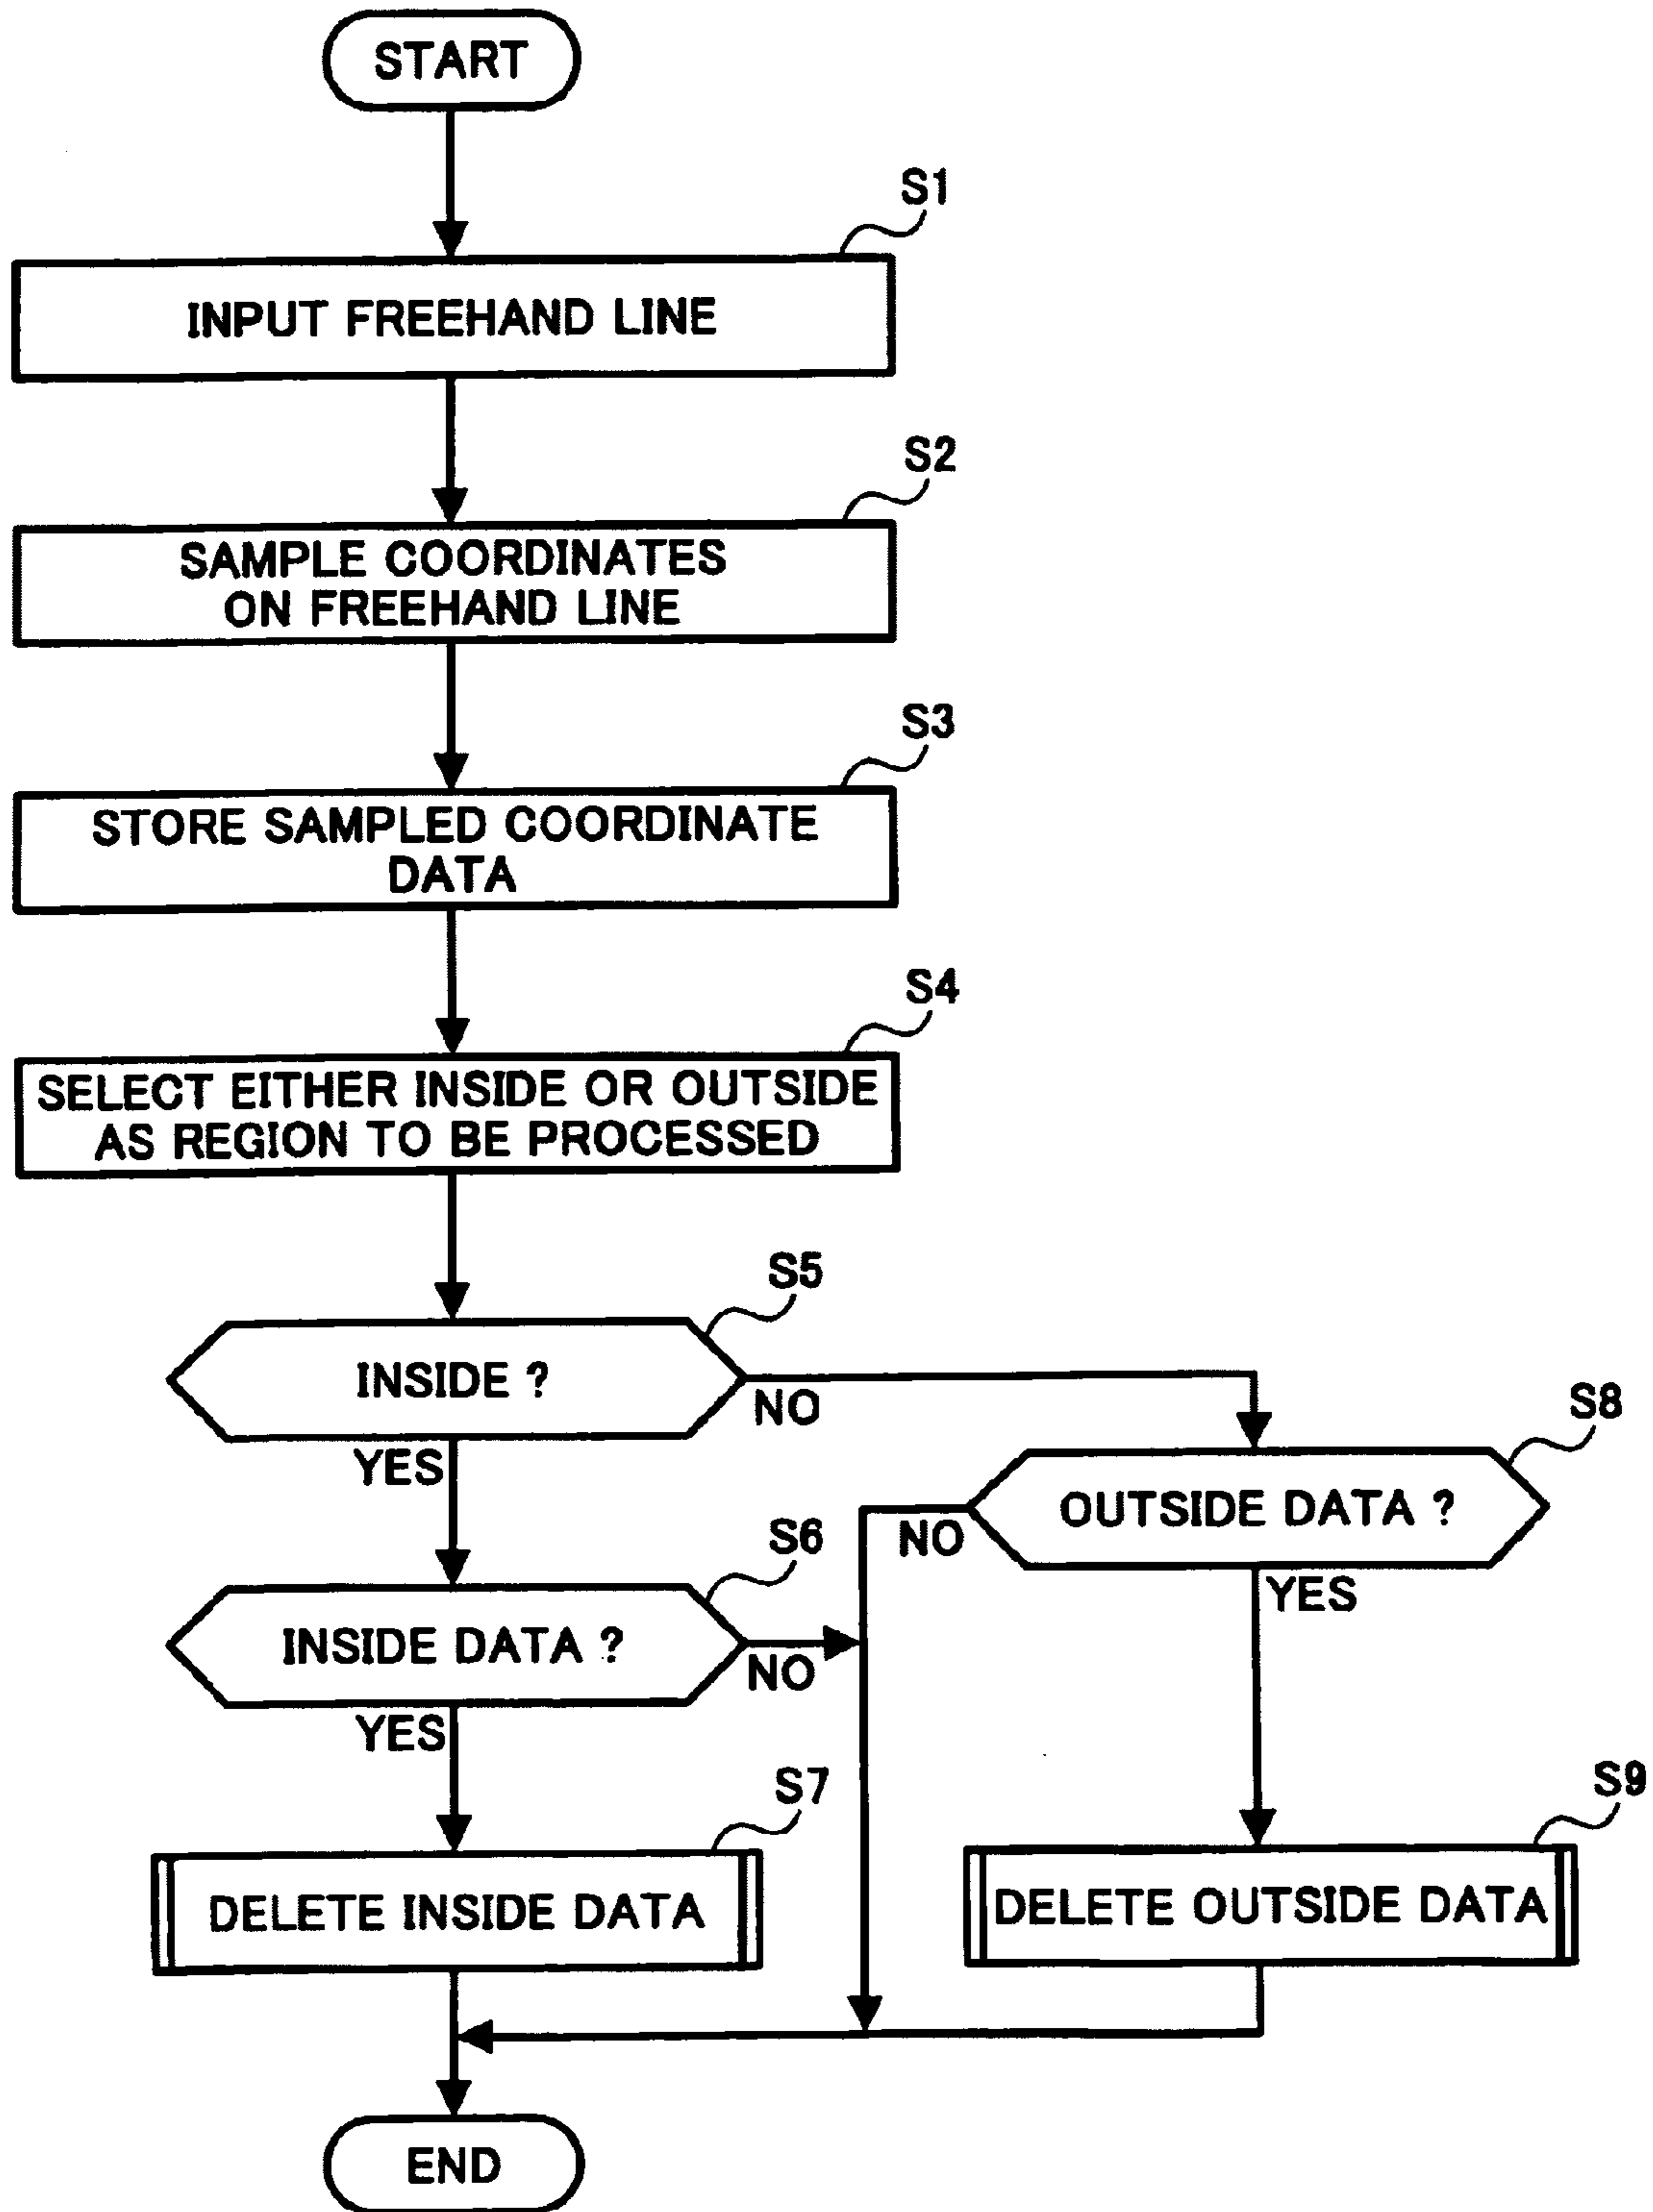 START
S1
INPUT FREEHAND LINE
S2
SAMPLE COORDINATES
ON FREEHAND LINE
S3
STORE SAMPLED COORDINATE
DATA
S4
SELECT EITHER INSIDE OR OUTSIDE
AS REGION TO BE PROCESSED
S5
INSIDE ?
NO
YES
S8
OUTSIDE DATA ?
NO
YES
S6
INSIDE DATA ?
NO
YES
S7
DELETE INSIDE DATA
S9
DELETE OUTSIDE DATA
END